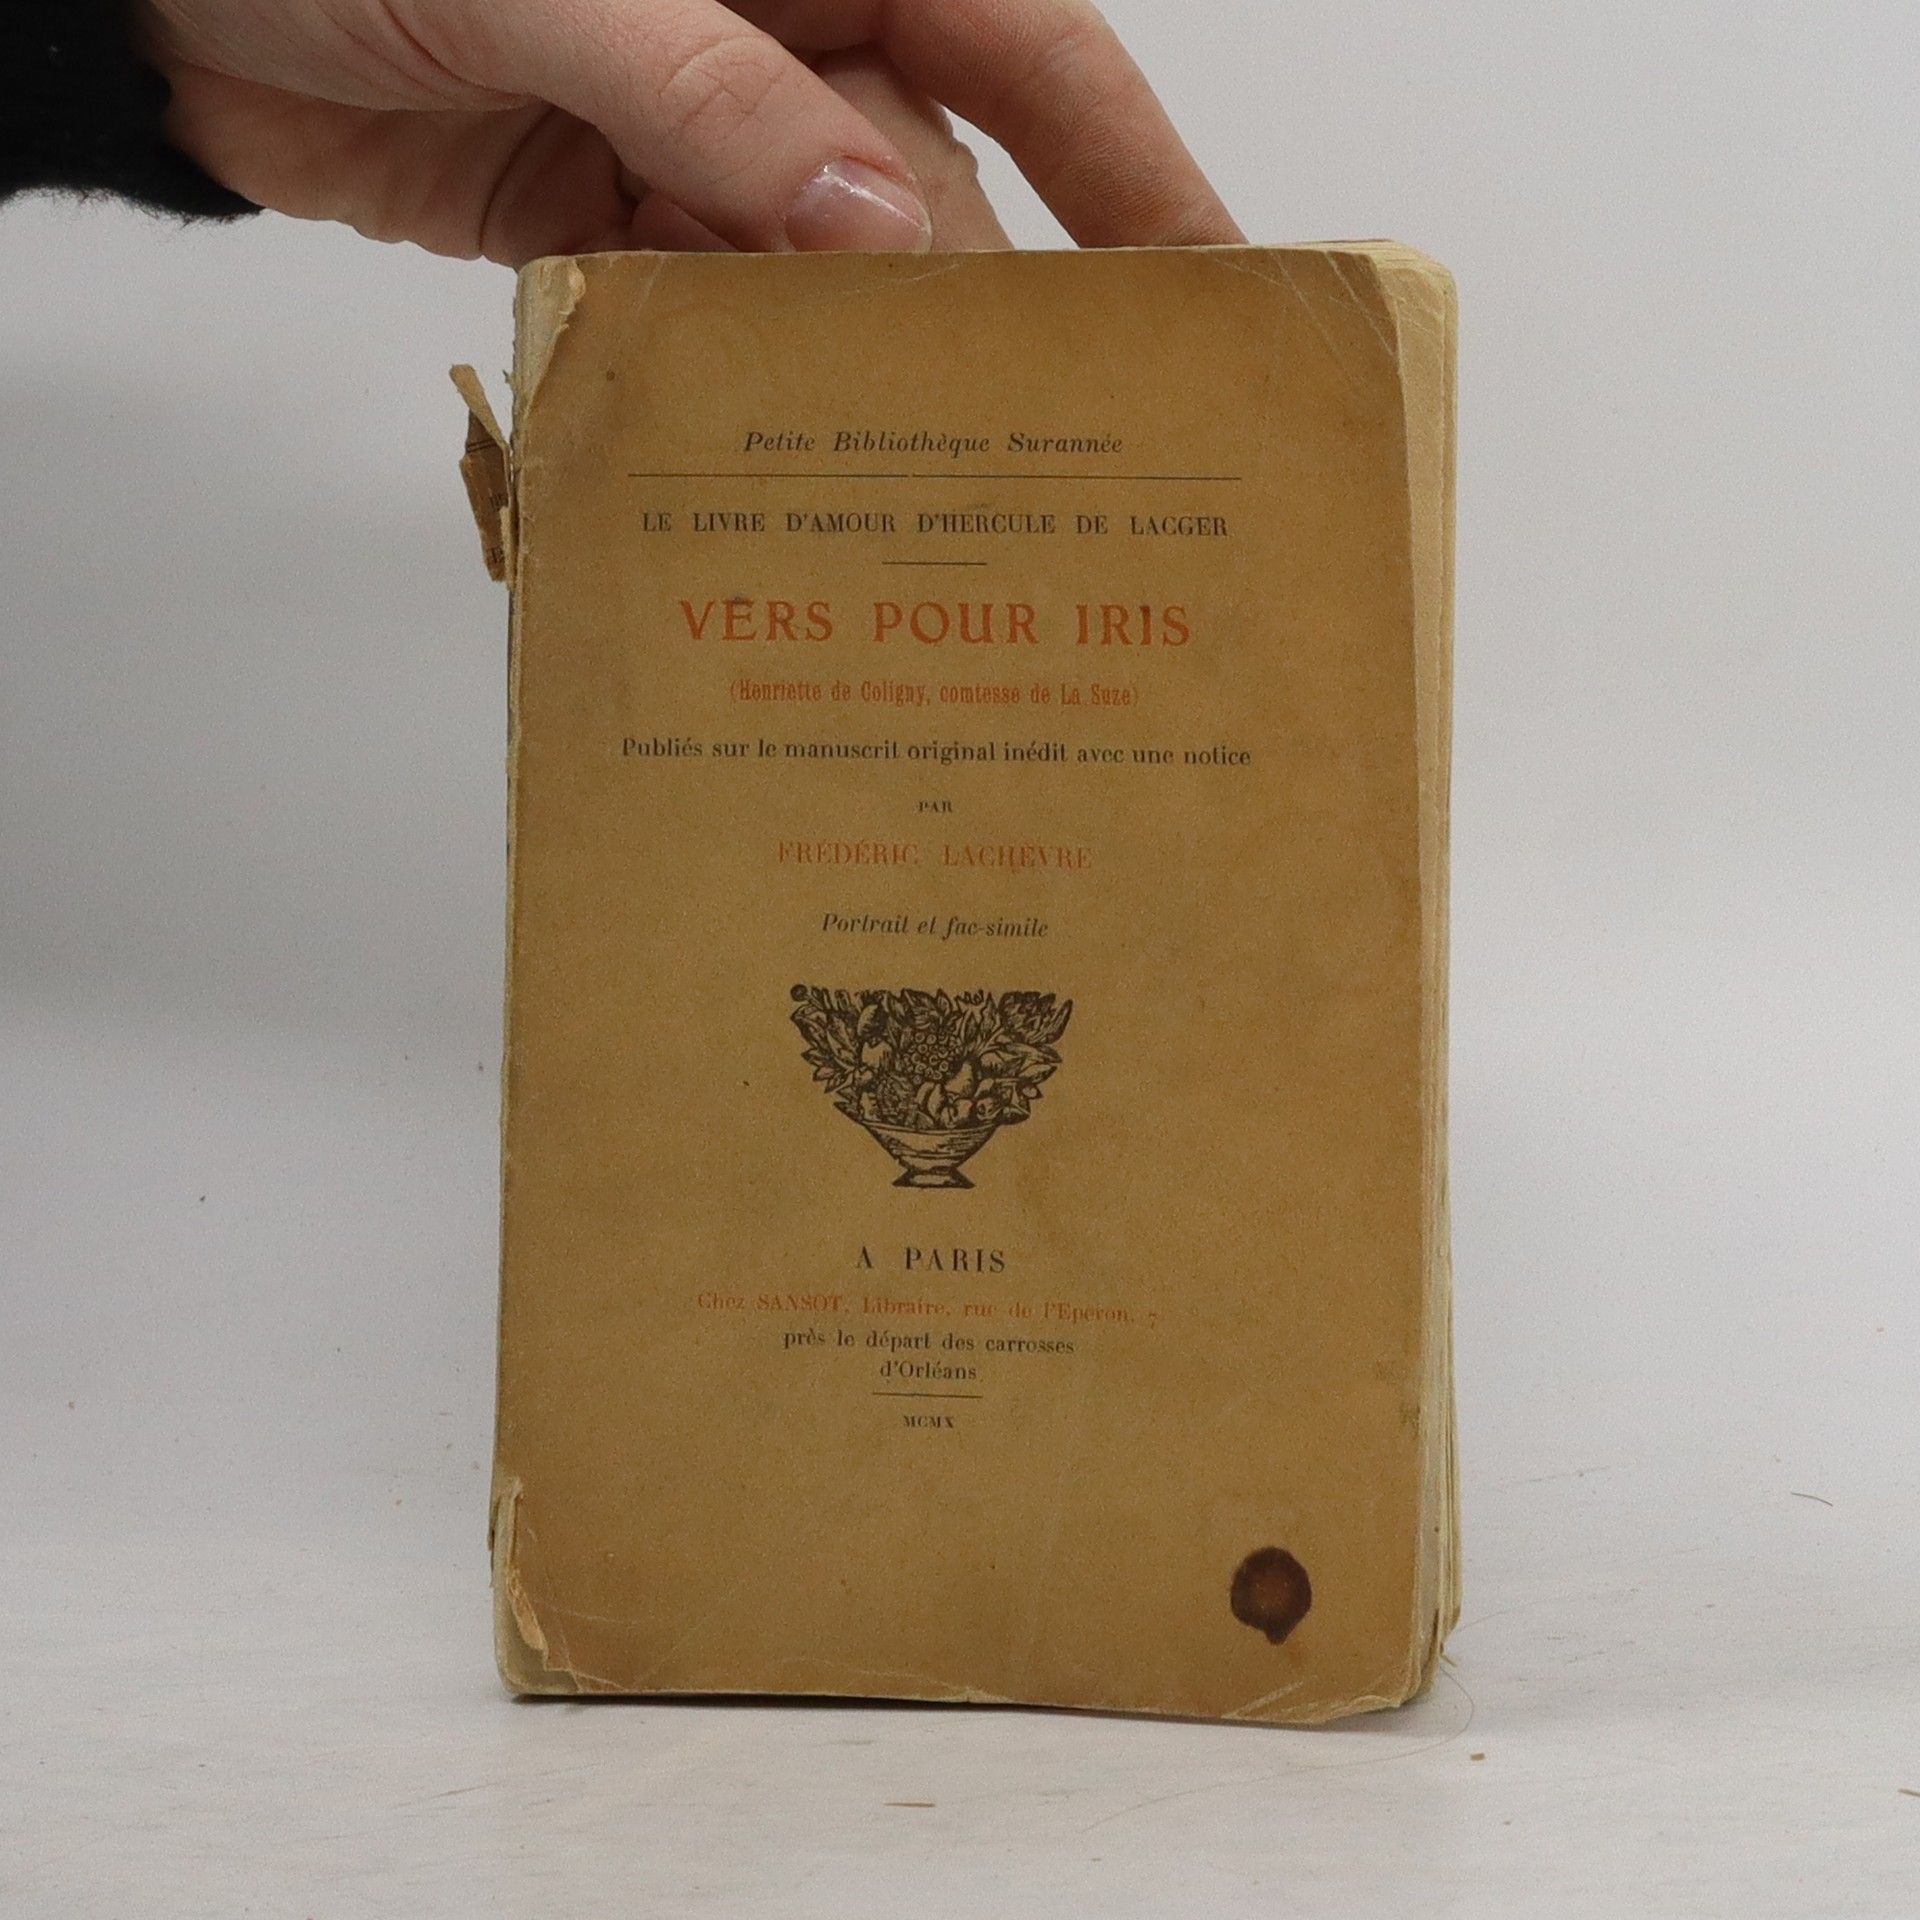 Petite Bibliothèque Surannée
LE LIVRE D'AMOUR D'HERCULE DE LACGER
VERS POUR IRIS
(Henriette de Coligny, comtesse de La Suze)
Publiés sur le manuscrit original inédit avec une notice
PAR
FRÉDÉRIC LACHÈVRE
Portrait et fac-simile
A PARIS
Chez SANSOT, Libraire, rue de l'Eperon, 7
près le départ des carrosses
d'Orléans
MCMX